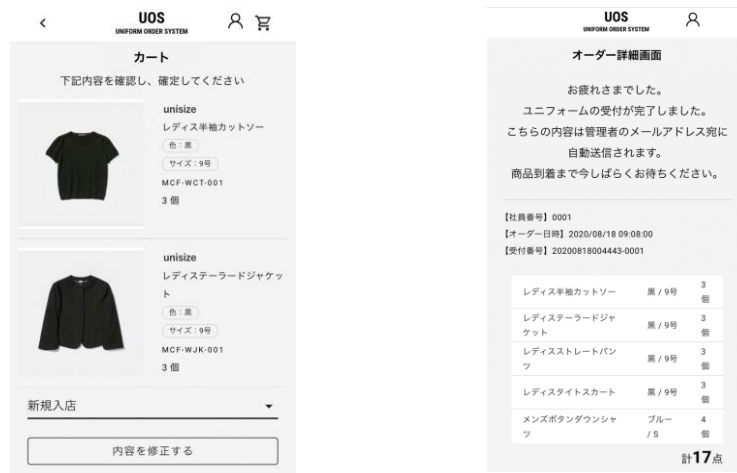 UOS
UNIFORM ORDER SYSTEM
カート
下記内容を確認し、確定してください
unisize
レディス半袖カットソー
色：黒
サイズ：9号
MCF-WCT-001
3 個
unisize
レディステーラードジャケッ
ト
色：黒
サイズ：9号
MCF-WJK-001
3 個
新規入店
内容を修正する
UOS
UNIFORM ORDER SYSTEM
オーダー詳細画面
お疲れさまでした。
ユニフォームの受付が完了しました。
こちらの内容は管理者のメールアドレス宛に
自動送信されます。
商品到着まで今しばらくお待ちください。
【社員番号】0001
【オーダー日時】2020/08/18 09:08:00
【受付番号】20200818004443-0001
レディス半袖カットソー 黒 / 9号 3
個
レディステーラードジャ 黒 / 9号 3
ケット 個
レディスストレートパン 黒 / 9号 3
ツ 個
レディスタイトスカート 黒 / 9号 3
個
メンズボタンダウンシャ ブルー 4
ツ / S 個
計17点